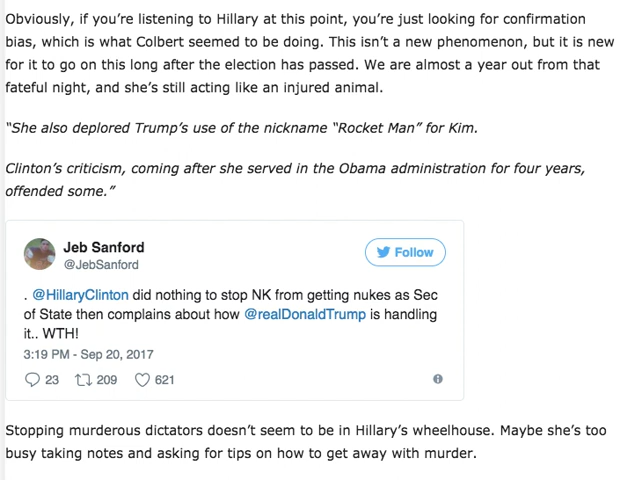 Obviously, if you’re listening to Hillary at this point, you’re just looking for confirmation
bias, which is what Colbert seemed to be doing. This isn’t a new phenomenon, but it is new
for it to go on this long after the election has passed. We are almost a year out from that
fateful night, and she’s still acting like an injured animal.
“She also deplored Trump’s use of the nickname “Rocket Man” for Kim.
Clinton’s criticism, coming after she served in the Obama administration for four years,
offended some.”
Jeb Sanford
@JebSanford
Follow
. @HillaryClinton did nothing to stop NK from getting nukes as Sec
of State then complains about how @realDonaldTrump is handling
it.. WTH!
3:19 PM - Sep 20, 2017
23 209 621
Stopping murderous dictators doesn’t seem to be in Hillary’s wheelhouse. Maybe she’s too
busy taking notes and asking for tips on how to get away with murder.